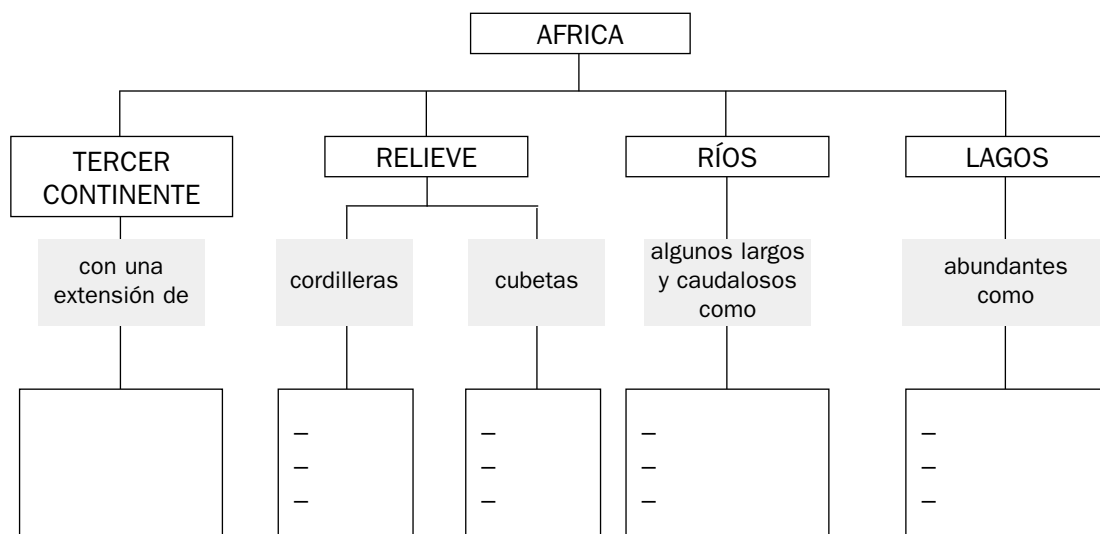 AFRICA
TERCER
CONTINENTE
RELIEVE
RÍOS
LAGOS
con una
extensión de
cordilleras
cubetas
algunos largos
y caudalosos
como
abundantes
como
–
–
–
–
–
–
–
–
–
–
–
–